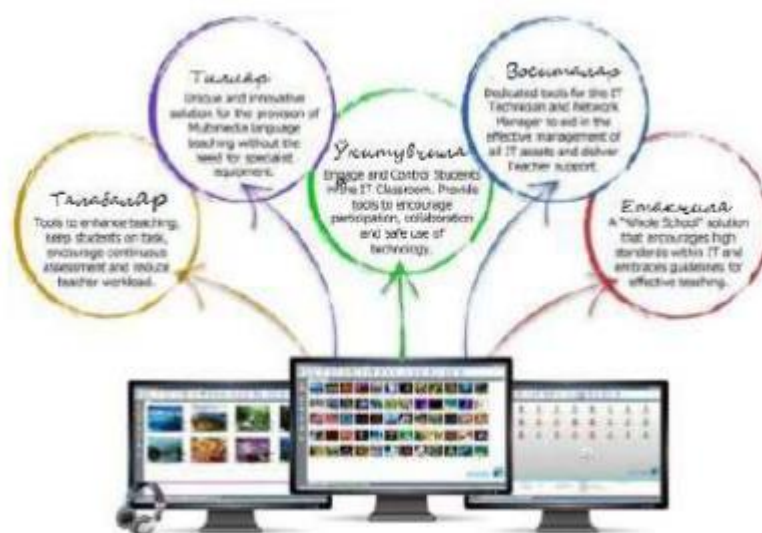 Талабалар
Tools to enhance teaching,
keep students on task,
encourage continuous
assessment and reduce
teacher workload.
Тиллар
Unique and innovative
solution for the provision of
Multimedia language
teaching without the
need for specialist
equipment.
Ўқитувчила
Engage and Control Students
in the IT Classroom. Provide
tools to encourage
participation, collaboration
and safe use of
technology.
Воситалар
Dedicated tools for the IT
Technician and Network
Manager to aid in the
effective management of
all IT assets and deliver
Teacher support.
Етакчила
A "Whole School" solution
that encourages high
standards within IT and
embraces guidelines for
effective teaching.